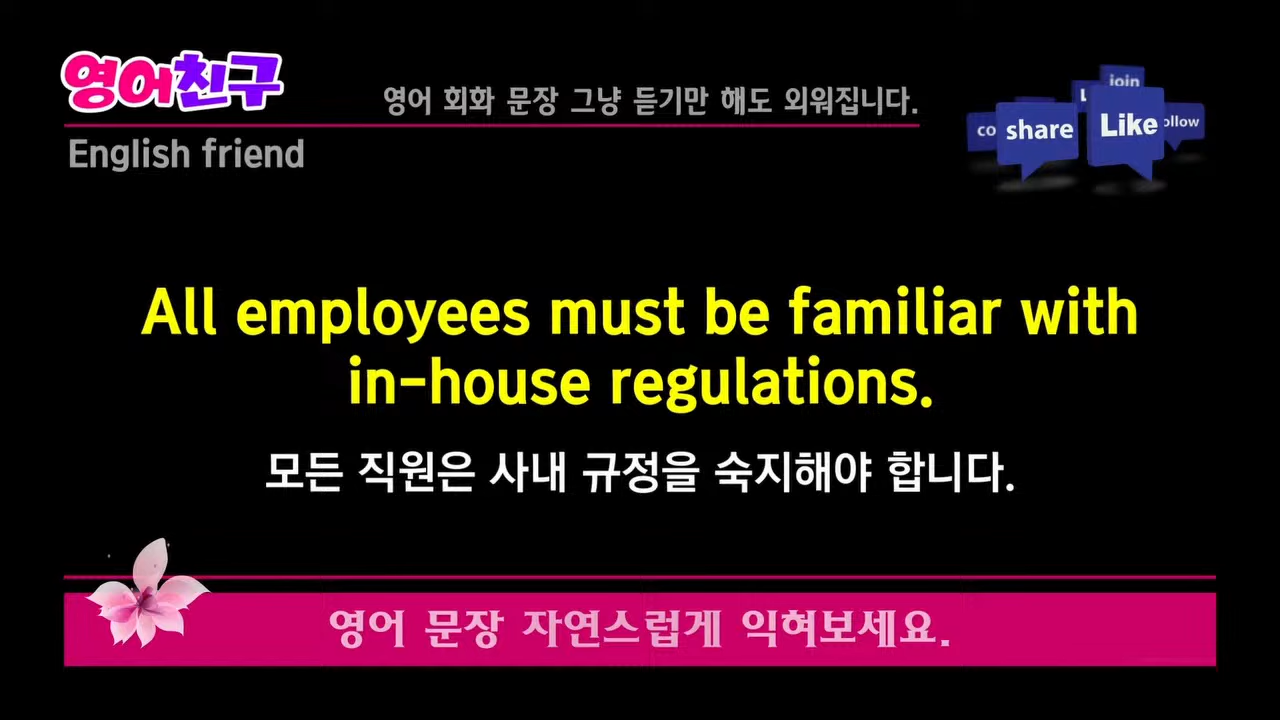 영어친구
영어 회화 문장 그냥 듣기만 해도 외워집니다.
English friend
join
share
Like
All employees must be familiar with
in-house regulations.
모든 직원은 사내 규정을 숙지해야 합니다.
영어 문장 자연스럽게 익혀보세요.